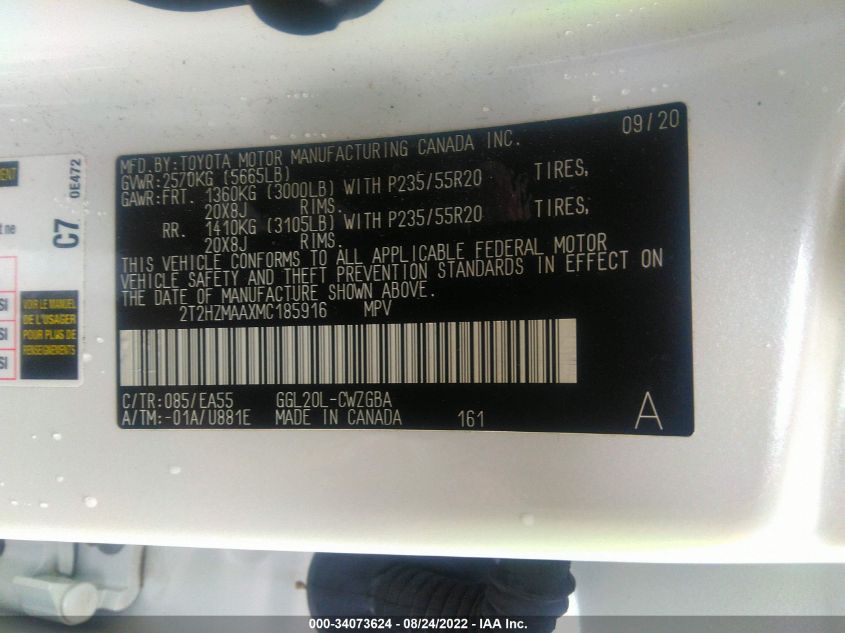 MFD.BY:TOYOTA MOTOR MANUFACTURING CANADA INC. 09/20
GVWR:2570KG (5665LB)
GAWR:FRT. 1360KG (3000LB) WITH P235/55R20 TIRES,
20X8J RIMS.
RR. 1410KG (3105LB) WITH P235/55R20 TIRES,
20X8J RIMS.
THIS VEHICLE CONFORMS TO ALL APPLICABLE FEDERAL MOTOR
VEHICLE SAFETY AND THEFT PREVENTION STANDARDS IN EFFECT ON
THE DATE OF MANUFACTURE SHOWN ABOVE.
2T2HZMAAXMC185916 MPV
C/TR:085/EA55 GGL20L-CWZGBA
A/TM:-01A/U881E MADE IN CANADA 161 A
C7 0E472
t ne
SI
SI
SI
VOIR LE MANUEL
DE L'USAGER
POUR PLUS DE
RENSEIGNEMENTS
000-34073624 - 08/24/2022 - IAA Inc.